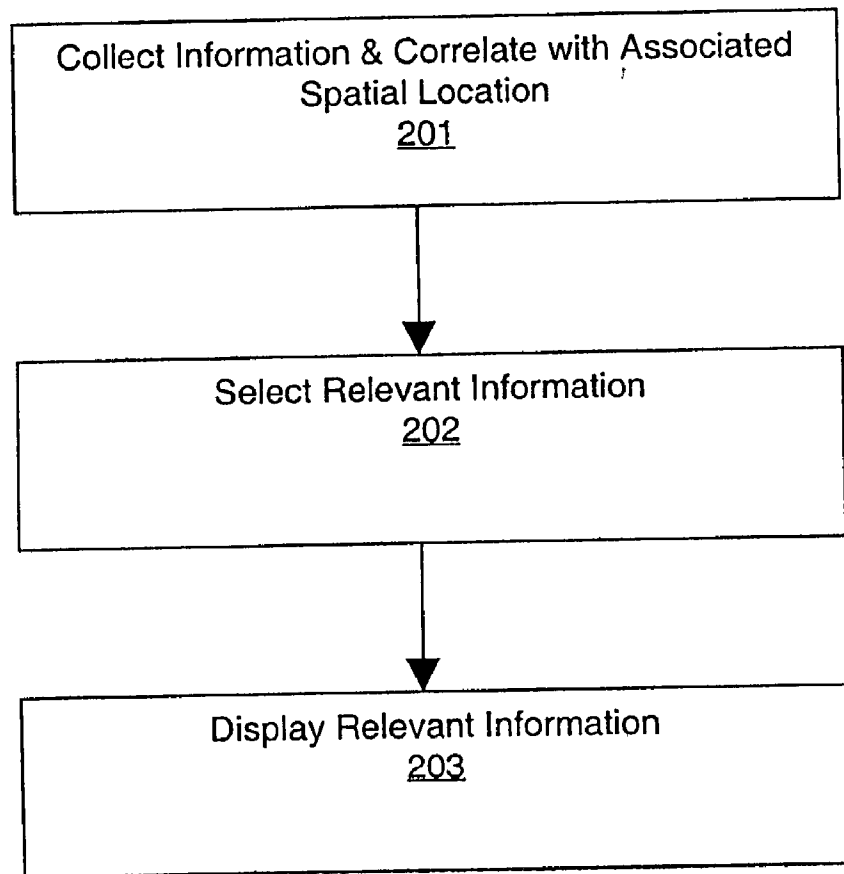 Collect Information & Correlate with Associated
Spatial Location
201
Select Relevant Information
202
Display Relevant Information
203